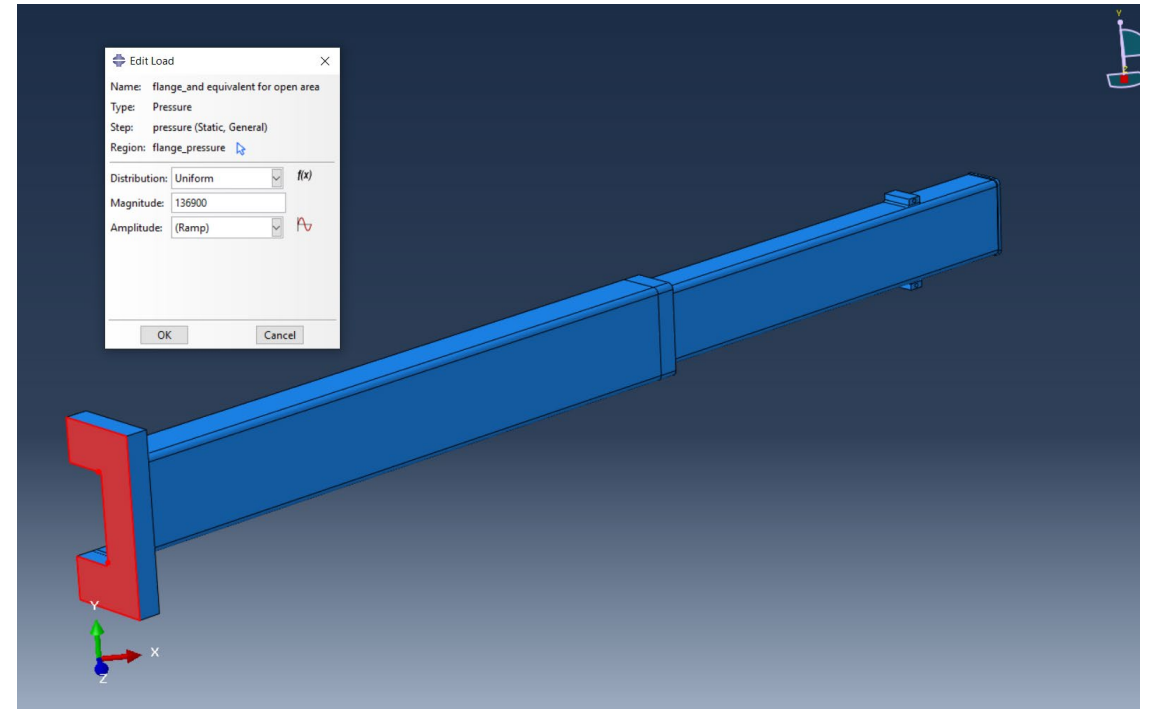 Edit Load
Name: flange_and equivalent for open area
Type: Pressure
Step: pressure (Static, General)
Region: flange_pressure
Distribution: Uniform f(x)
Magnitude: 136900
Amplitude: (Ramp)
OK Cancel
Y
Z
Y
X
Z